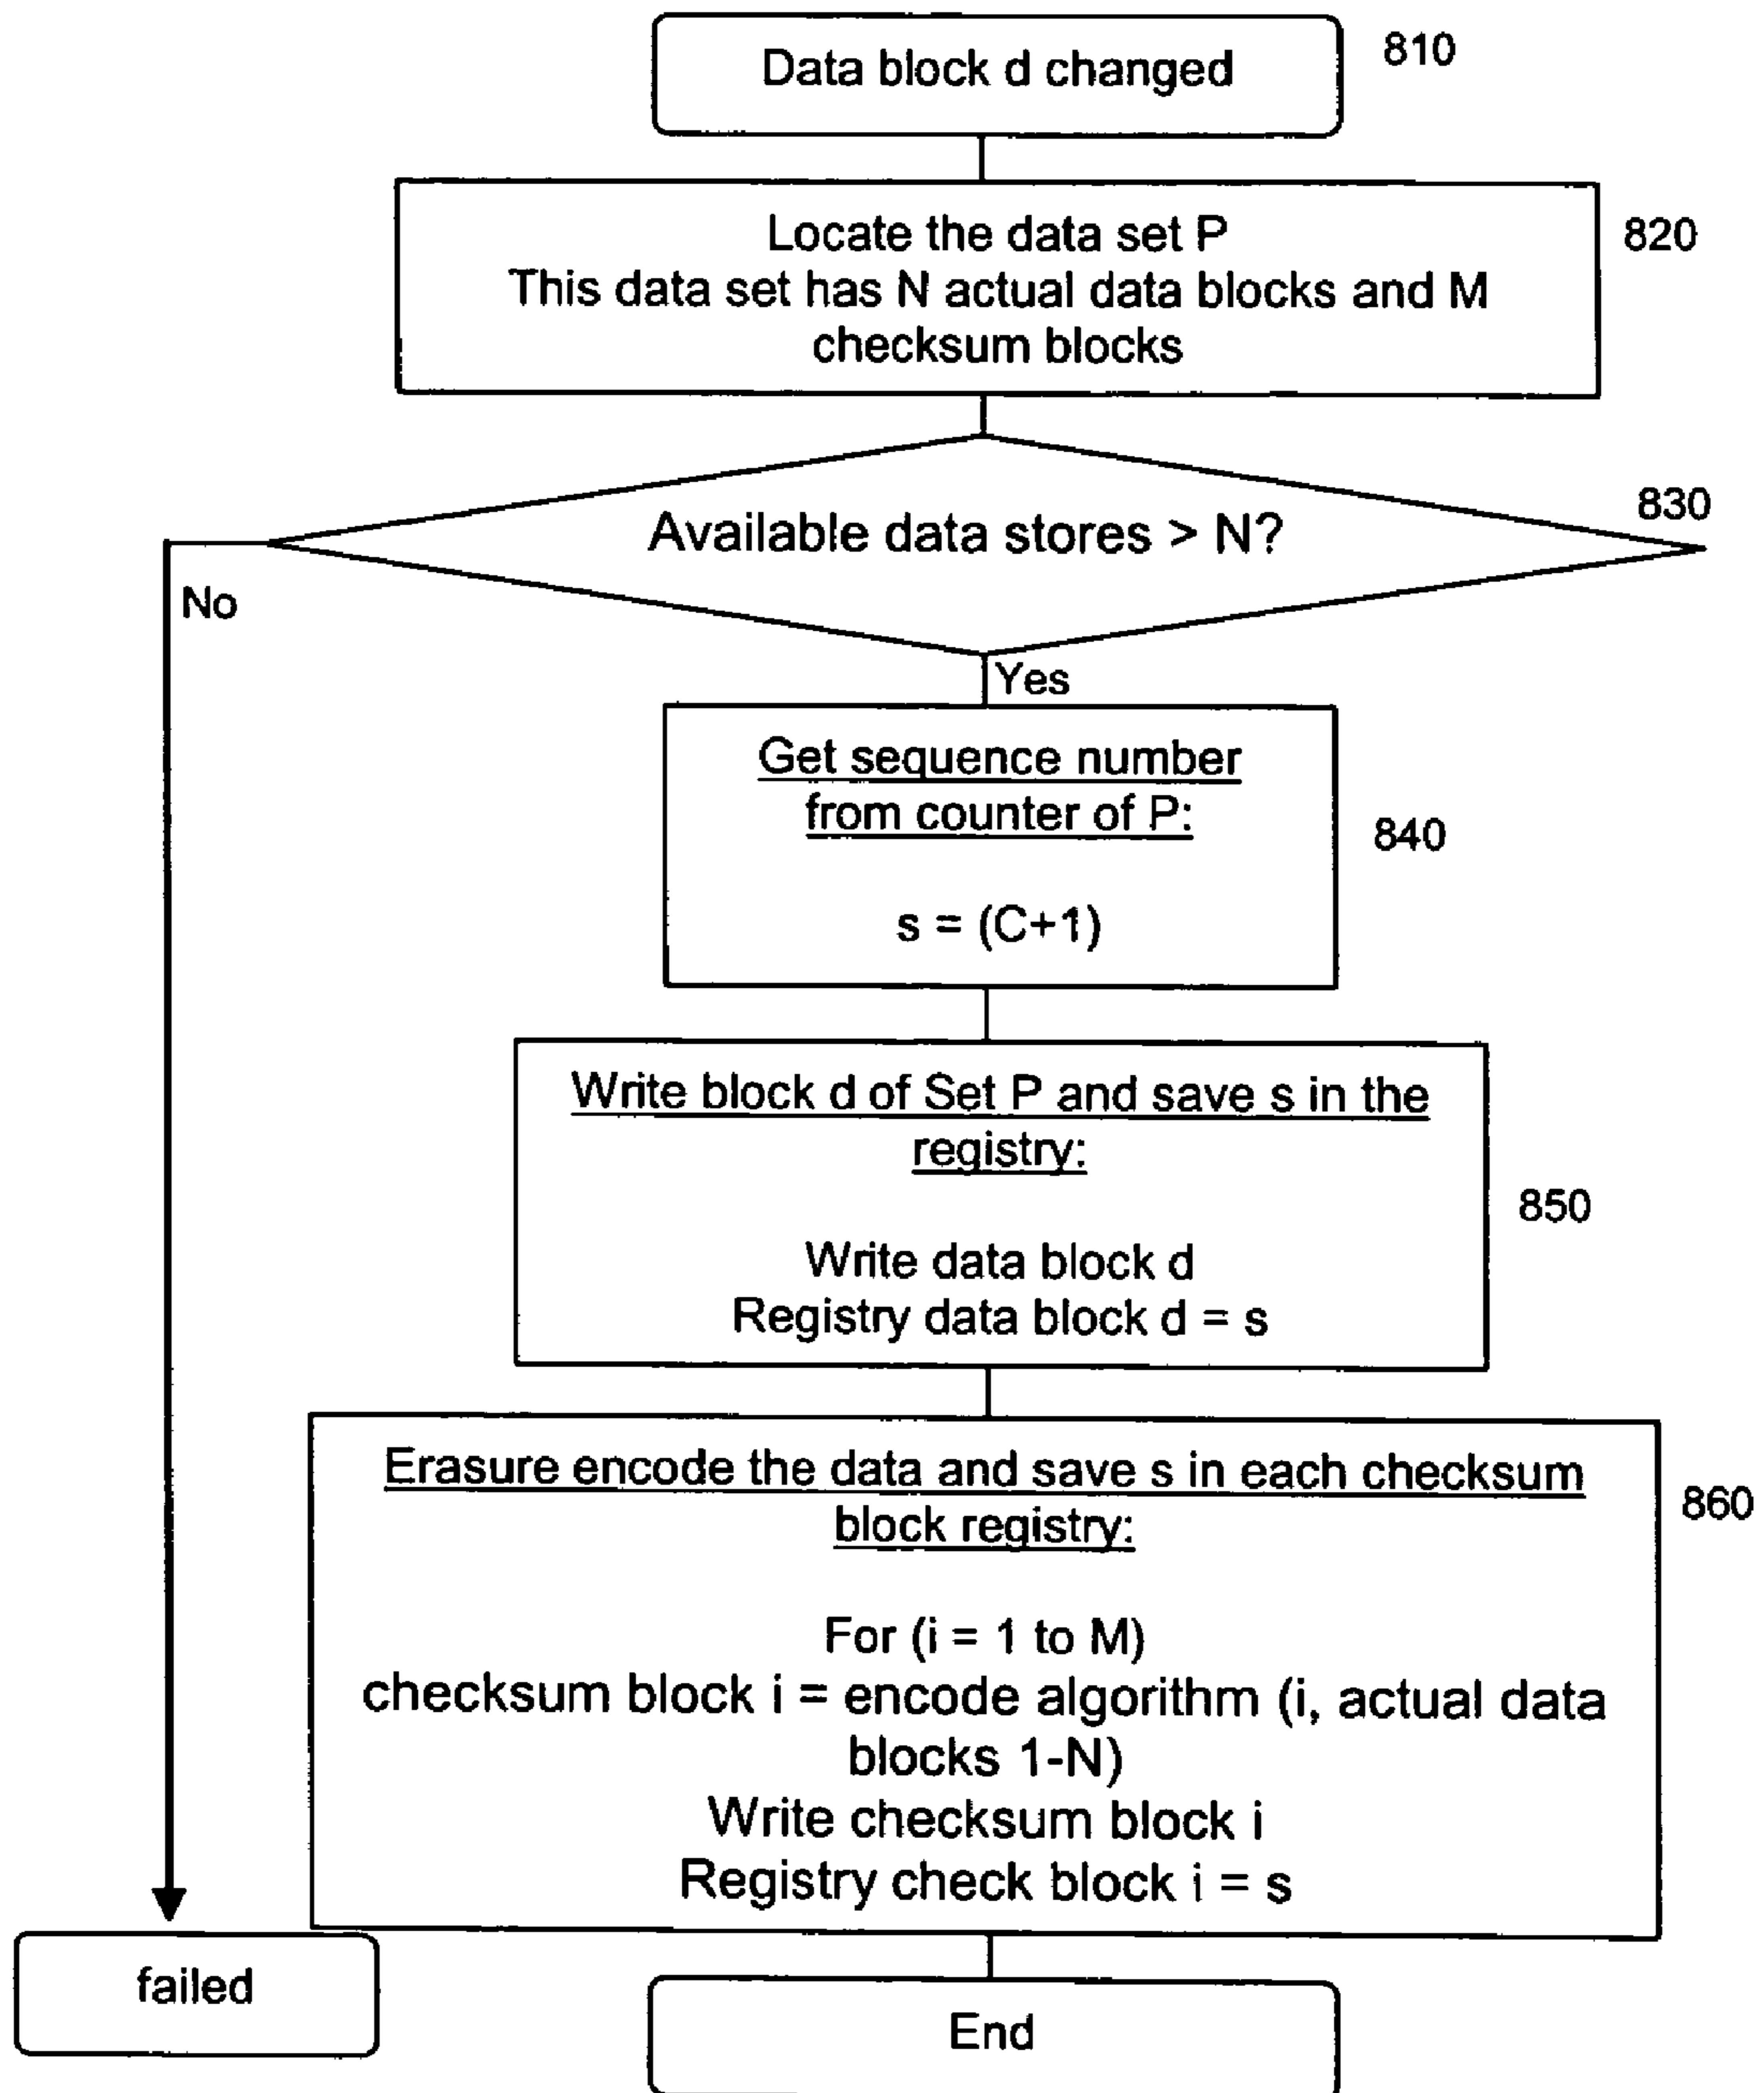 Data block d changed
810
Locate the data set P
This data set has N actual data blocks and M
checksum blocks
820
Available data stores > N?
830
No
Yes
Get sequence number
from counter of P:
s = (C+1)
840
Write block d of Set P and save s in the
registry:
Write data block d
Registry data block d = s
850
Erasure encode the data and save s in each checksum
block registry:
For (i = 1 to M)
checksum block i = encode algorithm (i, actual data
blocks 1-N)
Write checksum block i
Registry check block i = s
860
failed
End